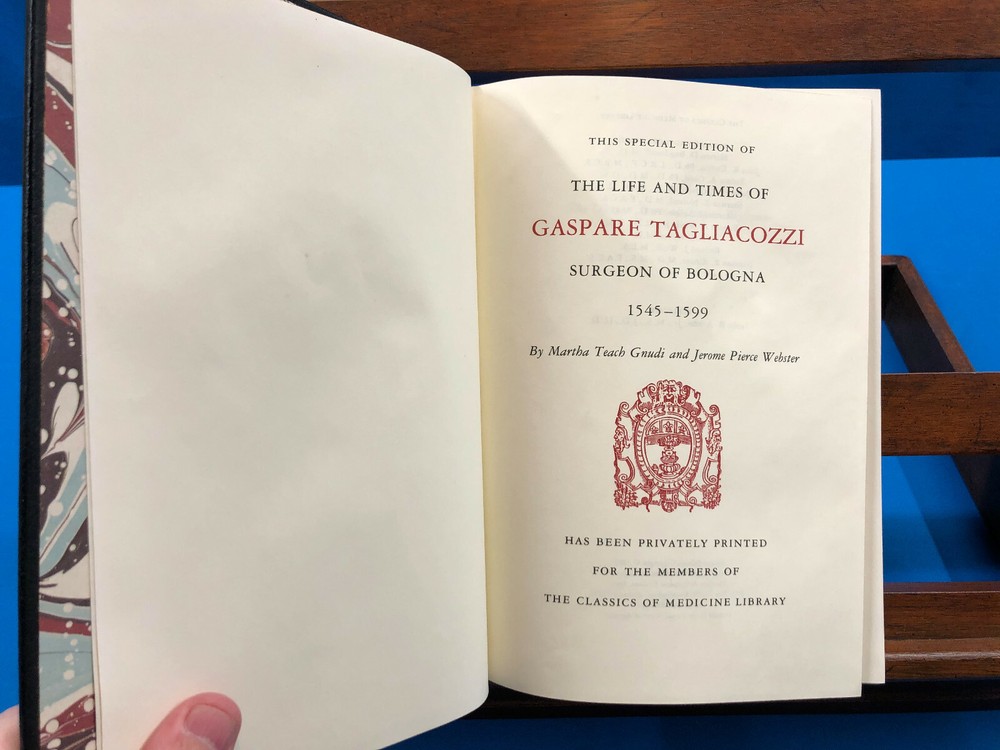 THIS SPECIAL EDITION OF
THE LIFE AND TIMES OF
GASPARE TAGLIACOZZI
SURGEON OF BOLOGNA
1545–1599
By Martha Teach Gnudi and Jerome Pierce Webster
HAS BEEN PRIVATELY PRINTED
FOR THE MEMBERS OF
THE CLASSICS OF MEDICINE LIBRARY